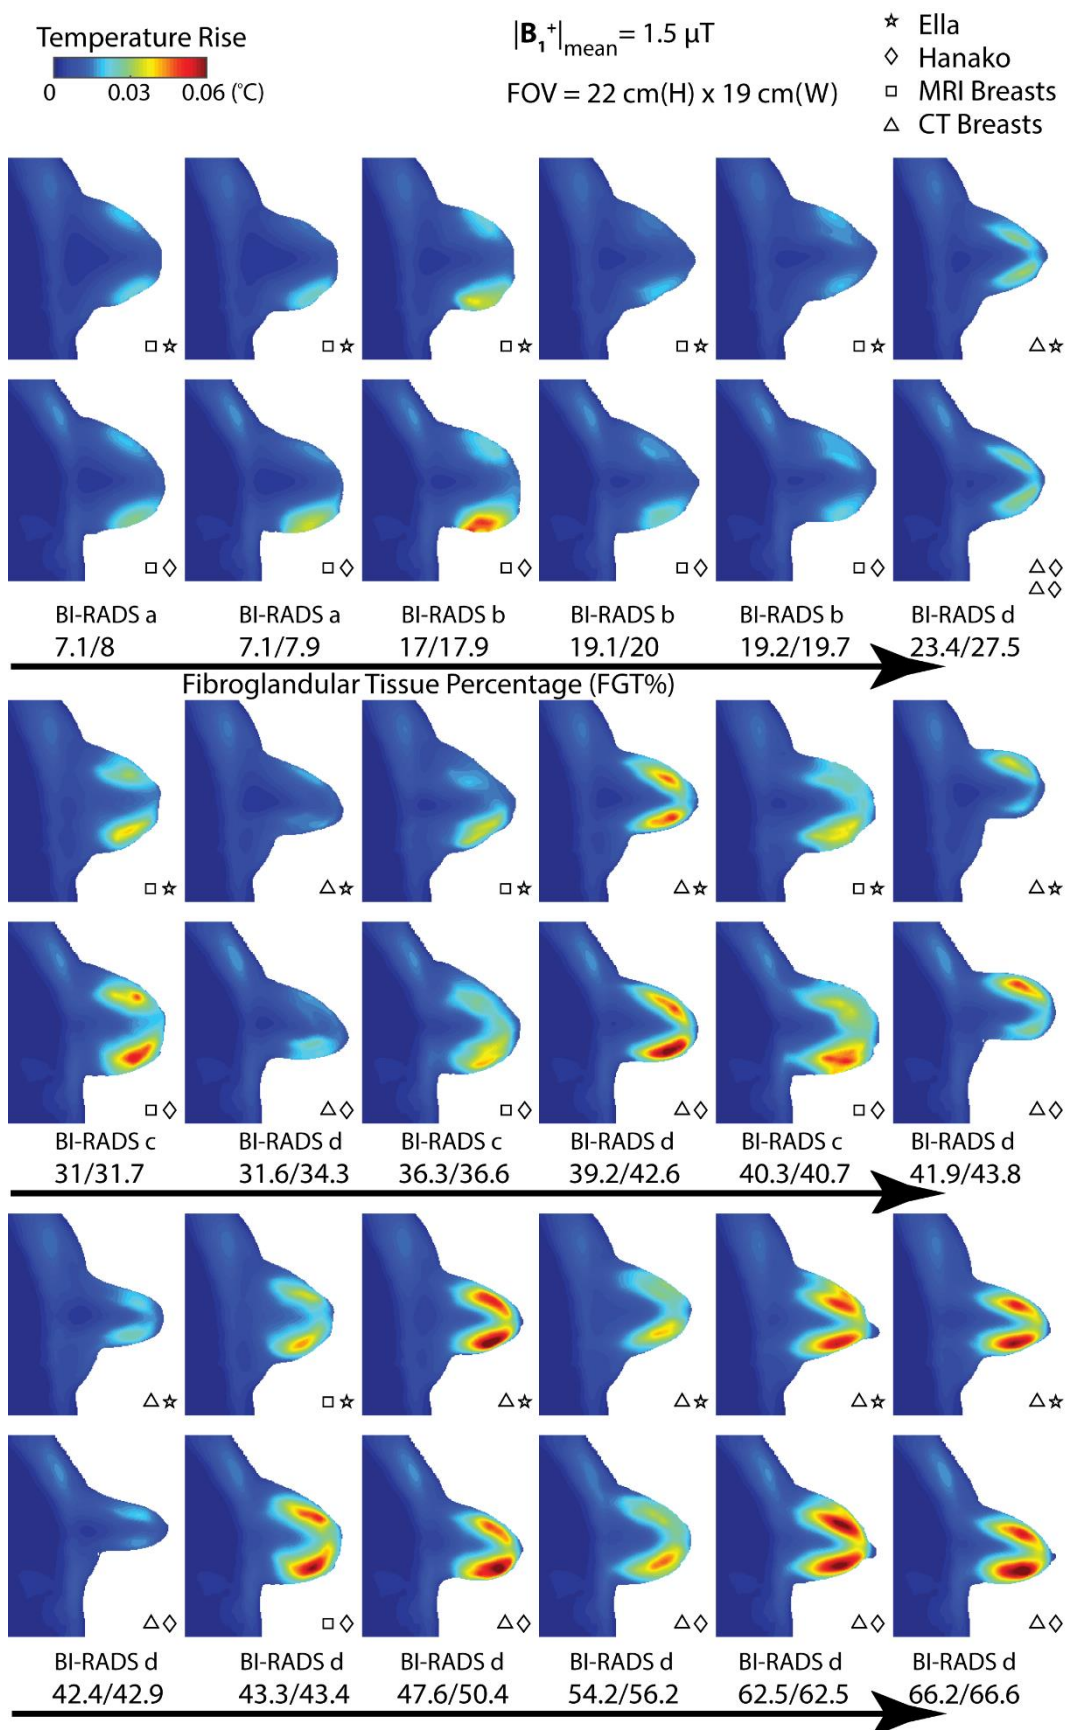 Temperature Rise
0 0.03 0.06 (°C)
|B₁⁺|mean = 1.5 μT
FOV = 22 cm(H) x 19 cm(W)
☆ Ella
◇ Hanako
□ MRI Breasts
△ CT Breasts
□☆ □☆ □☆ □☆ □☆ △☆
□◇ □◇ □◇ □◇ □◇ △◇
△◇
BI-RADS a BI-RADS a BI-RADS b BI-RADS b BI-RADS b BI-RADS d
7.1/8 7.1/7.9 17/17.9 19.1/20 19.2/19.7 23.4/27.5
Fibroglandular Tissue Percentage (FGT%)
□☆ △☆ □☆ △☆ □☆ △☆
□◇ △◇ □◇ △◇ □◇ △◇
BI-RADS c BI-RADS d BI-RADS c BI-RADS d BI-RADS c BI-RADS d
31/31.7 31.6/34.3 36.3/36.6 39.2/42.6 40.3/40.7 41.9/43.8
△☆ □☆ △☆ △☆ △☆ △☆
△◇ □◇ △◇ △◇ △◇ △◇
BI-RADS d BI-RADS d BI-RADS d BI-RADS d BI-RADS d BI-RADS d
42.4/42.9 43.3/43.4 47.6/50.4 54.2/56.2 62.5/62.5 66.2/66.6